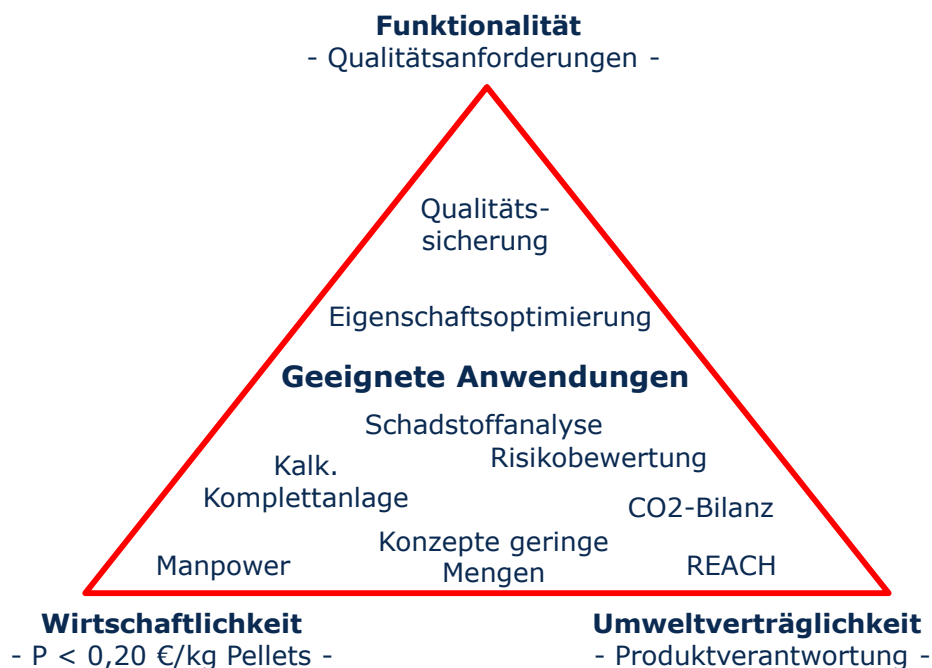 Funktionalität
- Qualitätsanforderungen -
Qualitäts-
sicherung
Eigenschaftsoptimierung
Geeignete Anwendungen
Schadstoffanalyse
Risikobewertung
Kalk.
Komplettanlage
CO2-Bilanz
Konzepte geringe
Mengen
Manpower
REACH
Wirtschaftlichkeit
- P < 0,20 €/kg Pellets -
Umweltverträglichkeit
- Produktverantwortung -